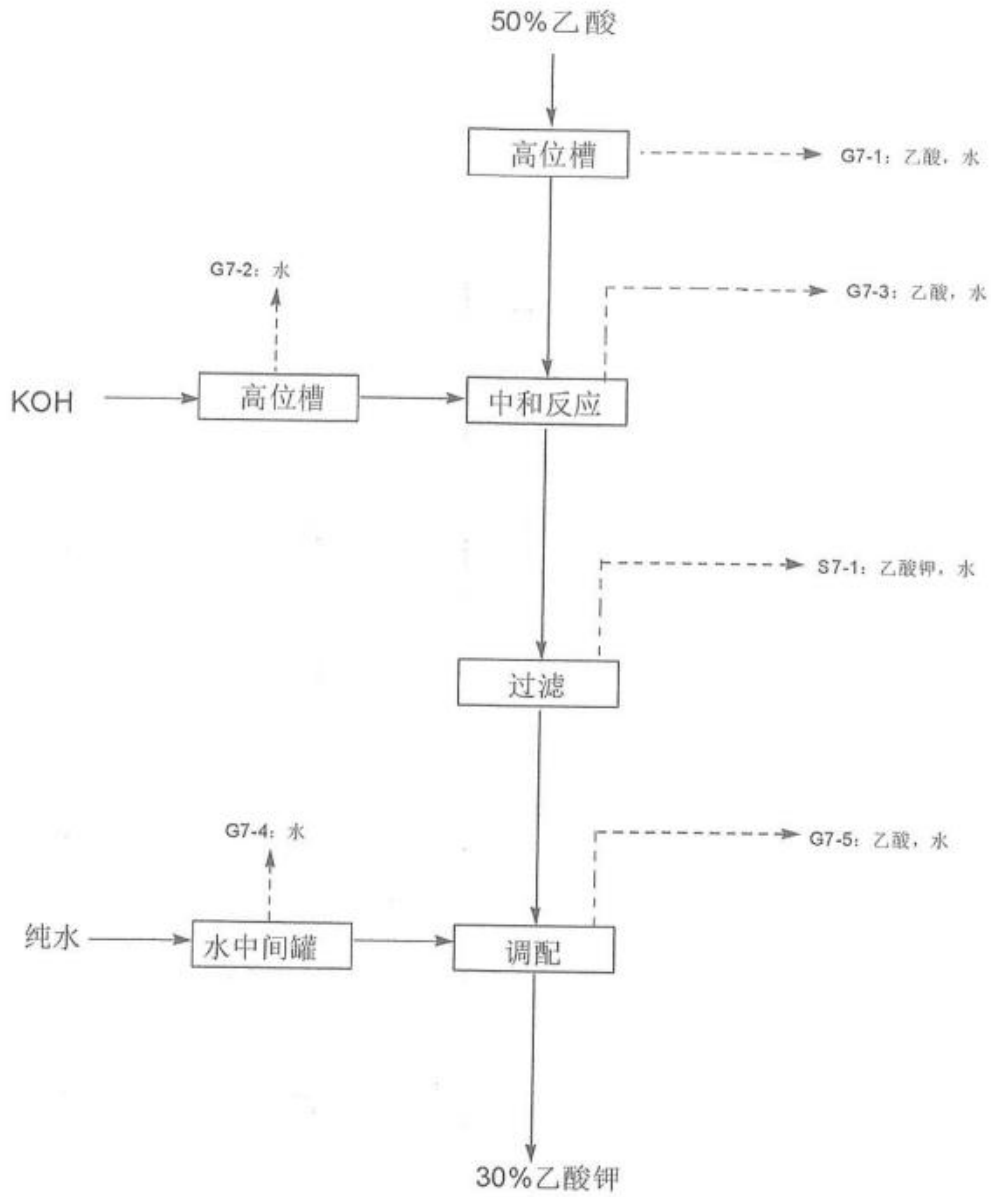 50%乙酸
高位槽
G7-1：乙酸，水
G7-2：水
G7-3：乙酸，水
KOH
高位槽
中和反应
S7-1：乙酸钾，水
过滤
G7-4：水
G7-5：乙酸，水
纯水
水中间罐
调配
30%乙酸钾